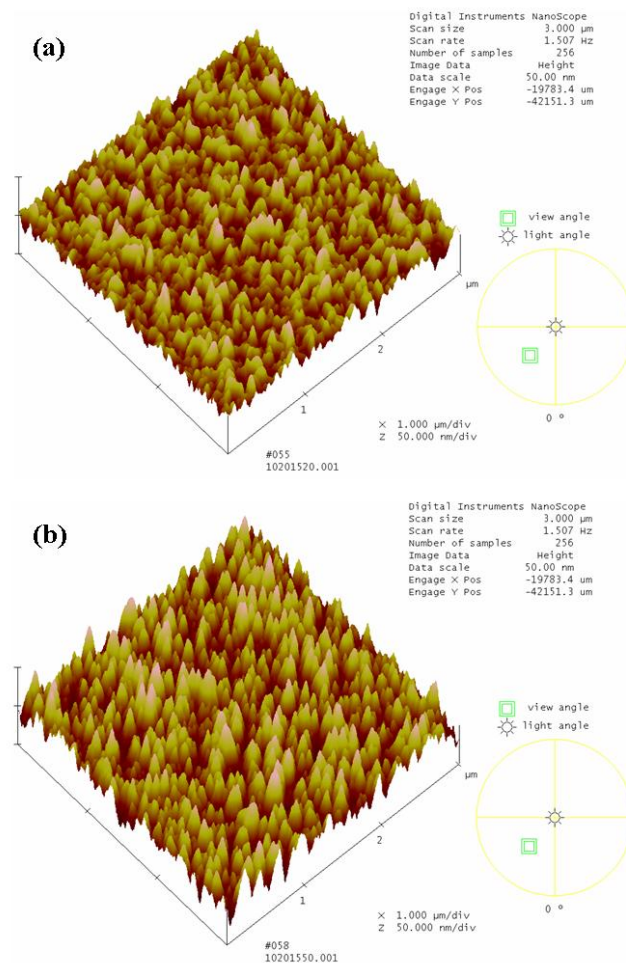 (a)
Digital Instruments NanoScope
Scan size 3.000 µm
Scan rate 1.507 Hz
Number of samples 256
Image Data Height
Data scale 50.00 nm
Engage X Pos -19783.4 um
Engage Y Pos -42151.3 um
view angle
light angle
µm
2
1
0 °
X 1.000 µm/div
Z 50.000 nm/div
#055
10201520.001
(b)
Digital Instruments NanoScope
Scan size 3.000 µm
Scan rate 1.507 Hz
Number of samples 256
Image Data Height
Data scale 50.00 nm
Engage X Pos -19783.4 um
Engage Y Pos -42151.3 um
view angle
light angle
µm
2
1
0 °
X 1.000 µm/div
Z 50.000 nm/div
#058
10201550.001